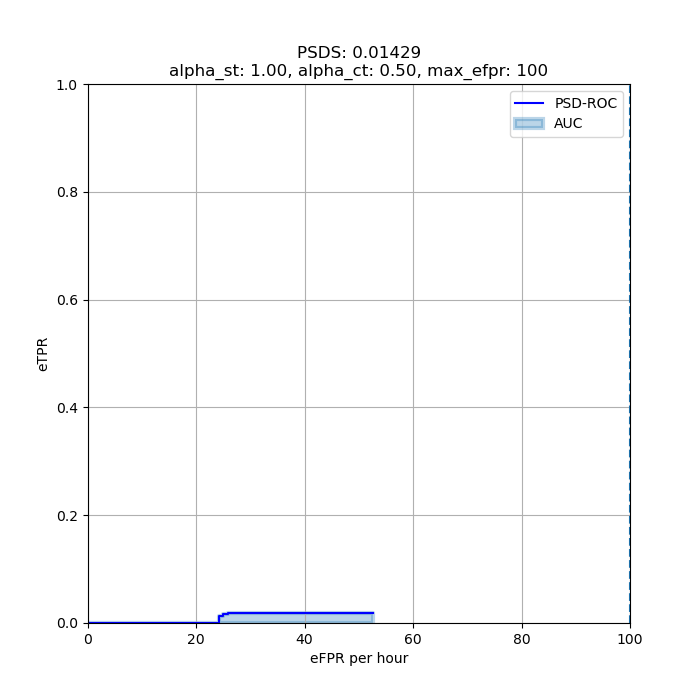 PSDS: 0.01429
alpha_st: 1.00, alpha_ct: 0.50, max_efpr: 100
1.0
PSD-ROC
AUC
0.8
0.6
eTPR
0.4
0.2
0.0
0 20 40 60 80 100
eFPR per hour